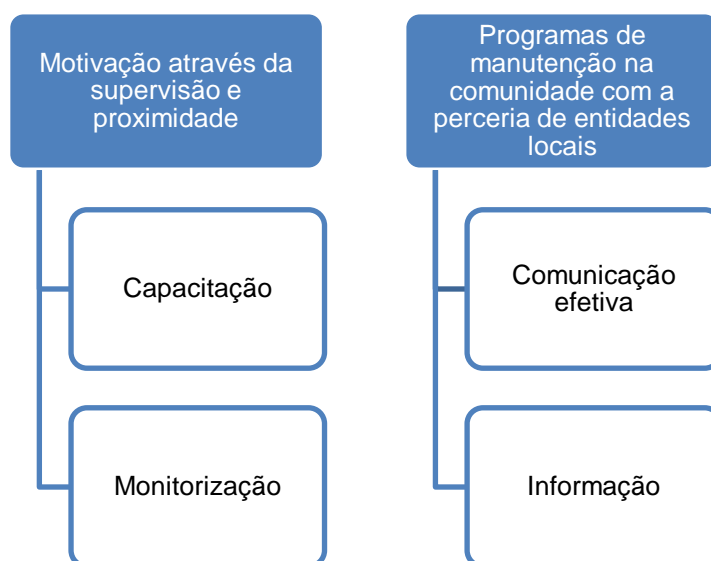 Motivação através da
supervisão e
proximidade
Capacitação
Monitorização
Programas de
manutenção na
comunidade com a
perceria de entidades
locais
Comunicação
efetiva
Informação